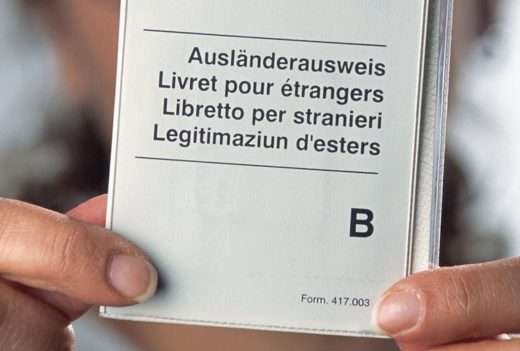 Ausländerausweis
Livret pour étrangers
Libretto per stranieri
Legitimaziun d'esters
B
Form. 417.003